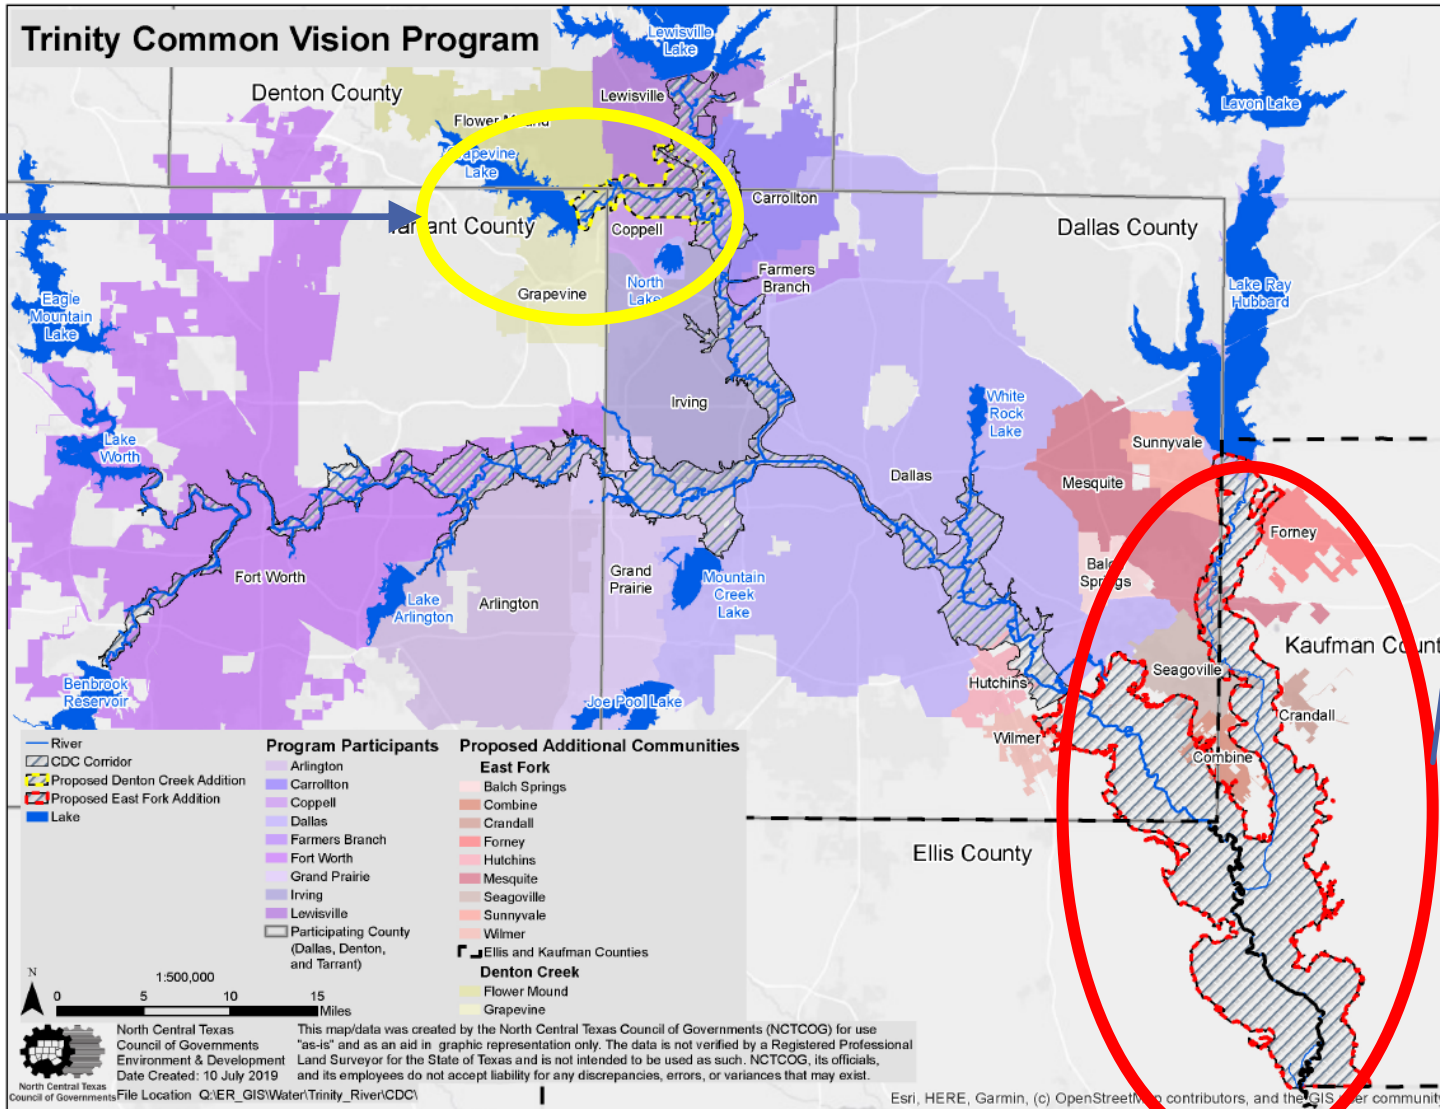 Trinity Common Vision Program
Lewisville
Lake
Denton County
Lewisville
Lavon Lake
Flower Mound
Grapevine
Lake
Carrollton
Tarrant County
Coppell
Dallas County
North
Lake
Farmers
Branch
Grapevine
Lake Ray
Hubbard
Eagle
Mountain
Lake
Irving
White
Rock
Lake
Lake
Worth
Sunnyvale
Dallas
Mesquite
Forney
Balch
Springs
Fort Worth
Grand
Prairie
Mountain
Creek
Lake
Lake
Arlington
Arlington
Kaufman Count
Seagoville
Hutchins
Benbrook
Reservoir
Joe Pool Lake
Crandall
Wilmer
Combine
Ellis County
River
CDC Corridor
Proposed Denton Creek Addition
Proposed East Fork Addition
Lake
Program Participants
Arlington
Carrollton
Coppell
Dallas
Farmers Branch
Fort Worth
Grand Prairie
Irving
Lewisville
Participating County
(Dallas, Denton,
and Tarrant)
Proposed Additional Communities
East Fork
Balch Springs
Combine
Crandall
Forney
Hutchins
Mesquite
Seagoville
Sunnyvale
Wilmer
Ellis and Kaufman Counties
Denton Creek
Flower Mound
Grapevine
N
1:500,000
0 5 10 15
Miles
North Central Texas
Council of Governments
North Central Texas
Council of Governments
Environment & Development
Date Created: 10 July 2019
File Location Q:\ER_GIS\Water\Trinity_River\CDC\
This map/data was created by the North Central Texas Council of Governments (NCTCOG) for use
"as-is" and as an aid in graphic representation only. The data is not verified by a Registered Professional
Land Surveyor for the State of Texas and is not intended to be used as such. NCTCOG, its officials,
and its employees do not accept liability for any discrepancies, errors, or variances that may exist.
Esri, HERE, Garmin, (c) OpenStreetMap contributors, and the GIS user community